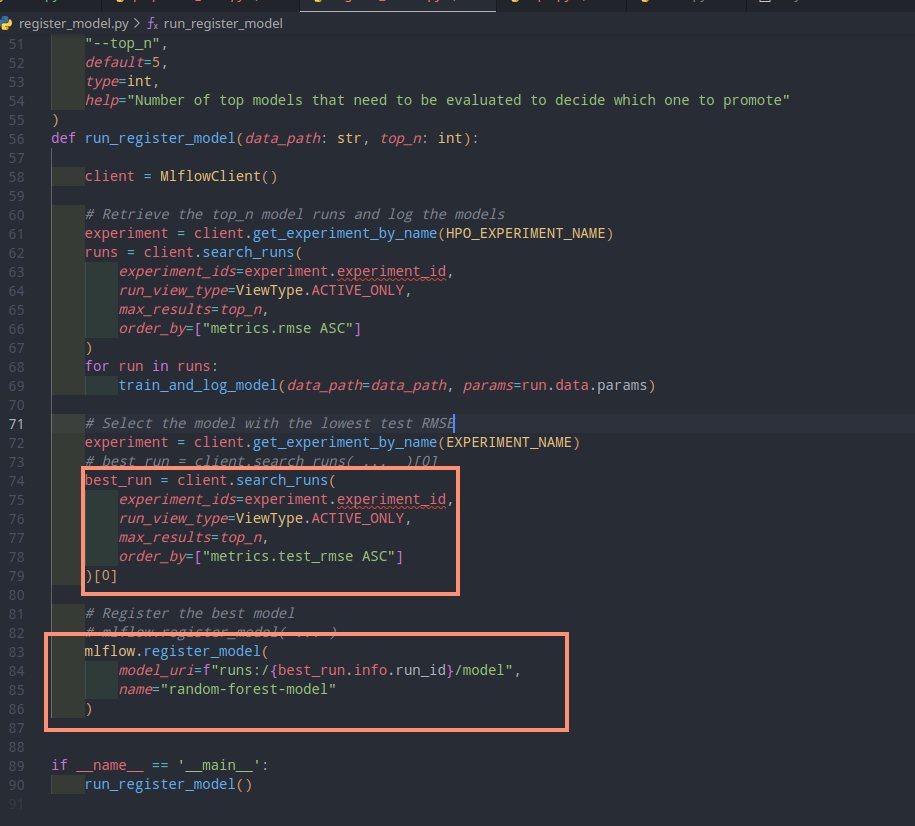 register_model.py > run_register_model
51 "--top_n",
52 default=5,
53 type=int,
54 help="Number of top models that need to be evaluated to decide which one to promote"
55 )
56 def run_register_model(data_path: str, top_n: int):
57
58 client = MlflowClient()
59
60 # Retrieve the top_n model runs and log the models
61 experiment = client.get_experiment_by_name(HPO_EXPERIMENT_NAME)
62 runs = client.search_runs(
63 experiment_ids=experiment.experiment_id,
64 run_view_type=ViewType.ACTIVE_ONLY,
65 max_results=top_n,
66 order_by=["metrics.rmse ASC"]
67 )
68 for run in runs:
69 train_and_log_model(data_path=data_path, params=run.data.params)
70
71 # Select the model with the lowest test RMSE
72 experiment = client.get_experiment_by_name(EXPERIMENT_NAME)
73 # best_run = client.search_runs( ... )[0]
74 best_run = client.search_runs(
75 experiment_ids=experiment.experiment_id,
76 run_view_type=ViewType.ACTIVE_ONLY,
77 max_results=top_n,
78 order_by=["metrics.test_rmse ASC"]
79 )[0]
80
81 # Register the best model
82 # mlflow.register_model( ... )
83 mlflow.register_model(
84 model_uri=f"runs:/{best_run.info.run_id}/model",
85 name="random-forest-model"
86 )
87
88
89 if __name__ == '__main__':
90 run_register_model()
91